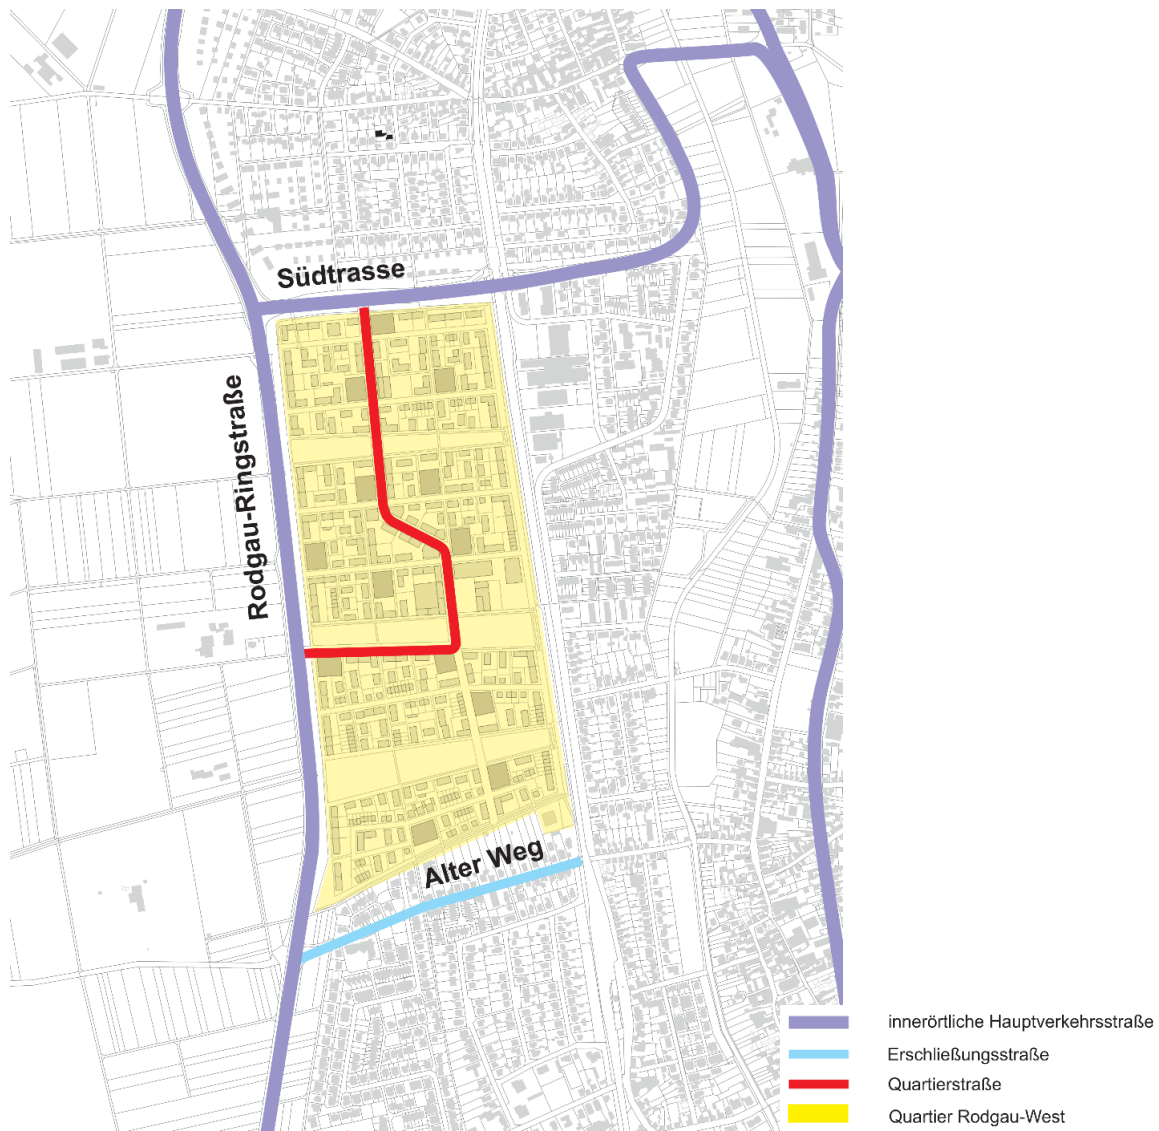 Südtrasse
Rodgau-Ringstraße
Alter Weg
innerörtliche Hauptverkehrsstraße
Erschließungsstraße
Quartierstraße
Quartier Rodgau-West